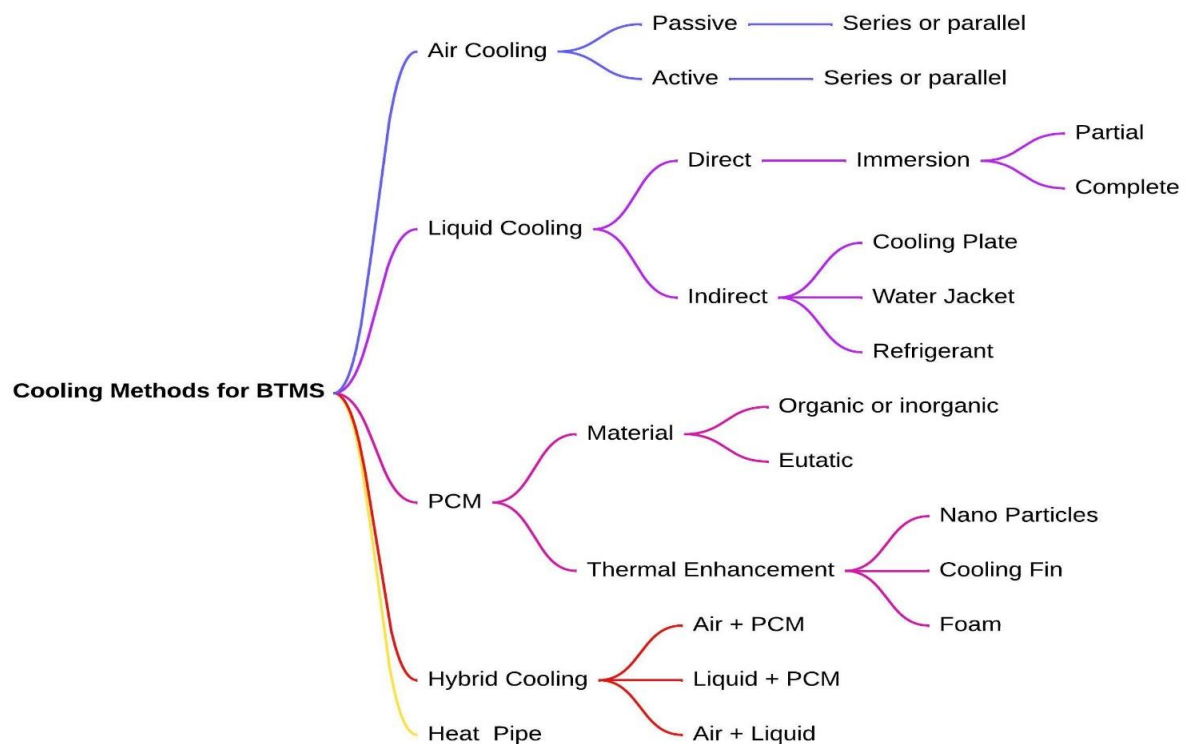 Cooling Methods for BTMS
Air Cooling
Passive
Series or parallel
Active
Series or parallel
Liquid Cooling
Direct
Immersion
Partial
Complete
Indirect
Cooling Plate
Water Jacket
Refrigerant
PCM
Material
Organic or inorganic
Eutatic
Thermal Enhancement
Nano Particles
Cooling Fin
Foam
Hybrid Cooling
Air + PCM
Liquid + PCM
Air + Liquid
Heat Pipe